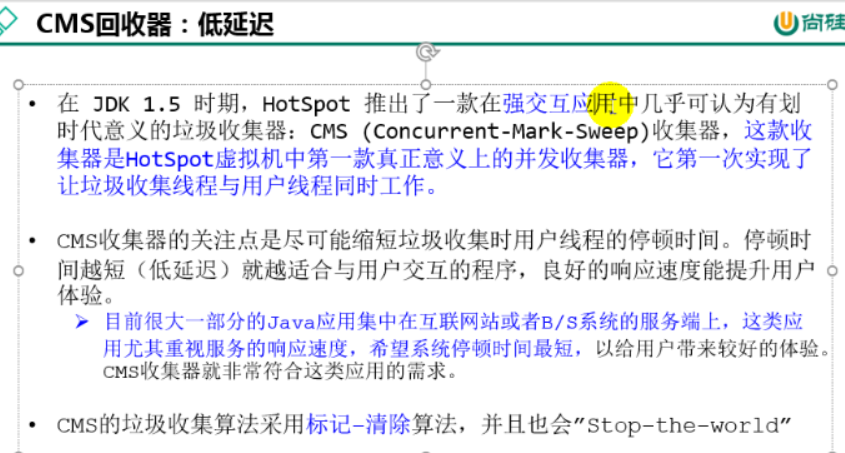 CMS回收器：低延迟
尚硅
• 在 JDK 1.5 时期，HotSpot 推出了一款在强交互应用中几乎可认为有划
时代意义的垃圾收集器：CMS (Concurrent-Mark-Sweep)收集器，这款收
集器是HotSpot虚拟机中第一款真正意义上的并发收集器，它第一次实现了
让垃圾收集线程与用户线程同时工作。
• CMS收集器的关注点是尽可能缩短垃圾收集时用户线程的停顿时间。停顿时
间越短（低延迟）就越适合与用户交互的程序，良好的响应速度能提升用户
体验。
➢ 目前很大一部分的Java应用集中在互联网站或者B/S系统的服务端上，这类应
用尤其重视服务的响应速度，希望系统停顿时间最短，以给用户带来较好的体验。
CMS收集器就非常符合这类应用的需求。
• CMS的垃圾收集算法采用标记-清除算法，并且也会"Stop-the-world"